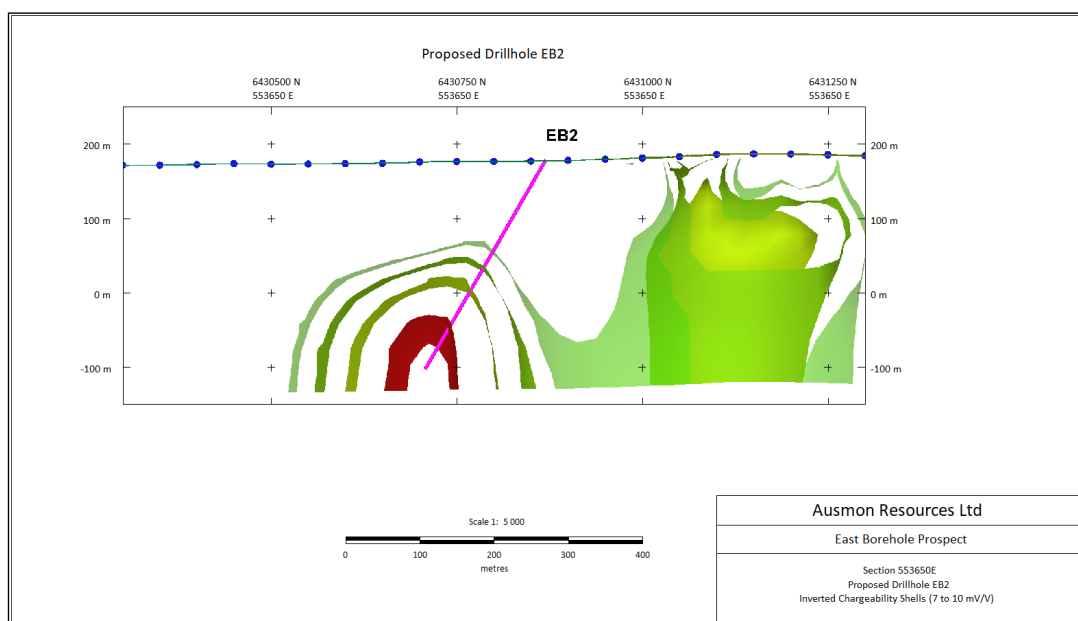 Proposed Drillhole EB2
6430500 N 6430750 N 6431000 N 6431250 N
553650 E 553650 E 553650 E 553650 E
EB2
200 m 200 m
100 m 100 m
0 m 0 m
-100 m -100 m
Scale 1: 5 000
0 100 200 300 400
metres
Ausmon Resources Ltd
East Borehole Prospect
Section 553650E
Proposed Drillhole EB2
Inverted Chargeability Shells (7 to 10 mV/V)